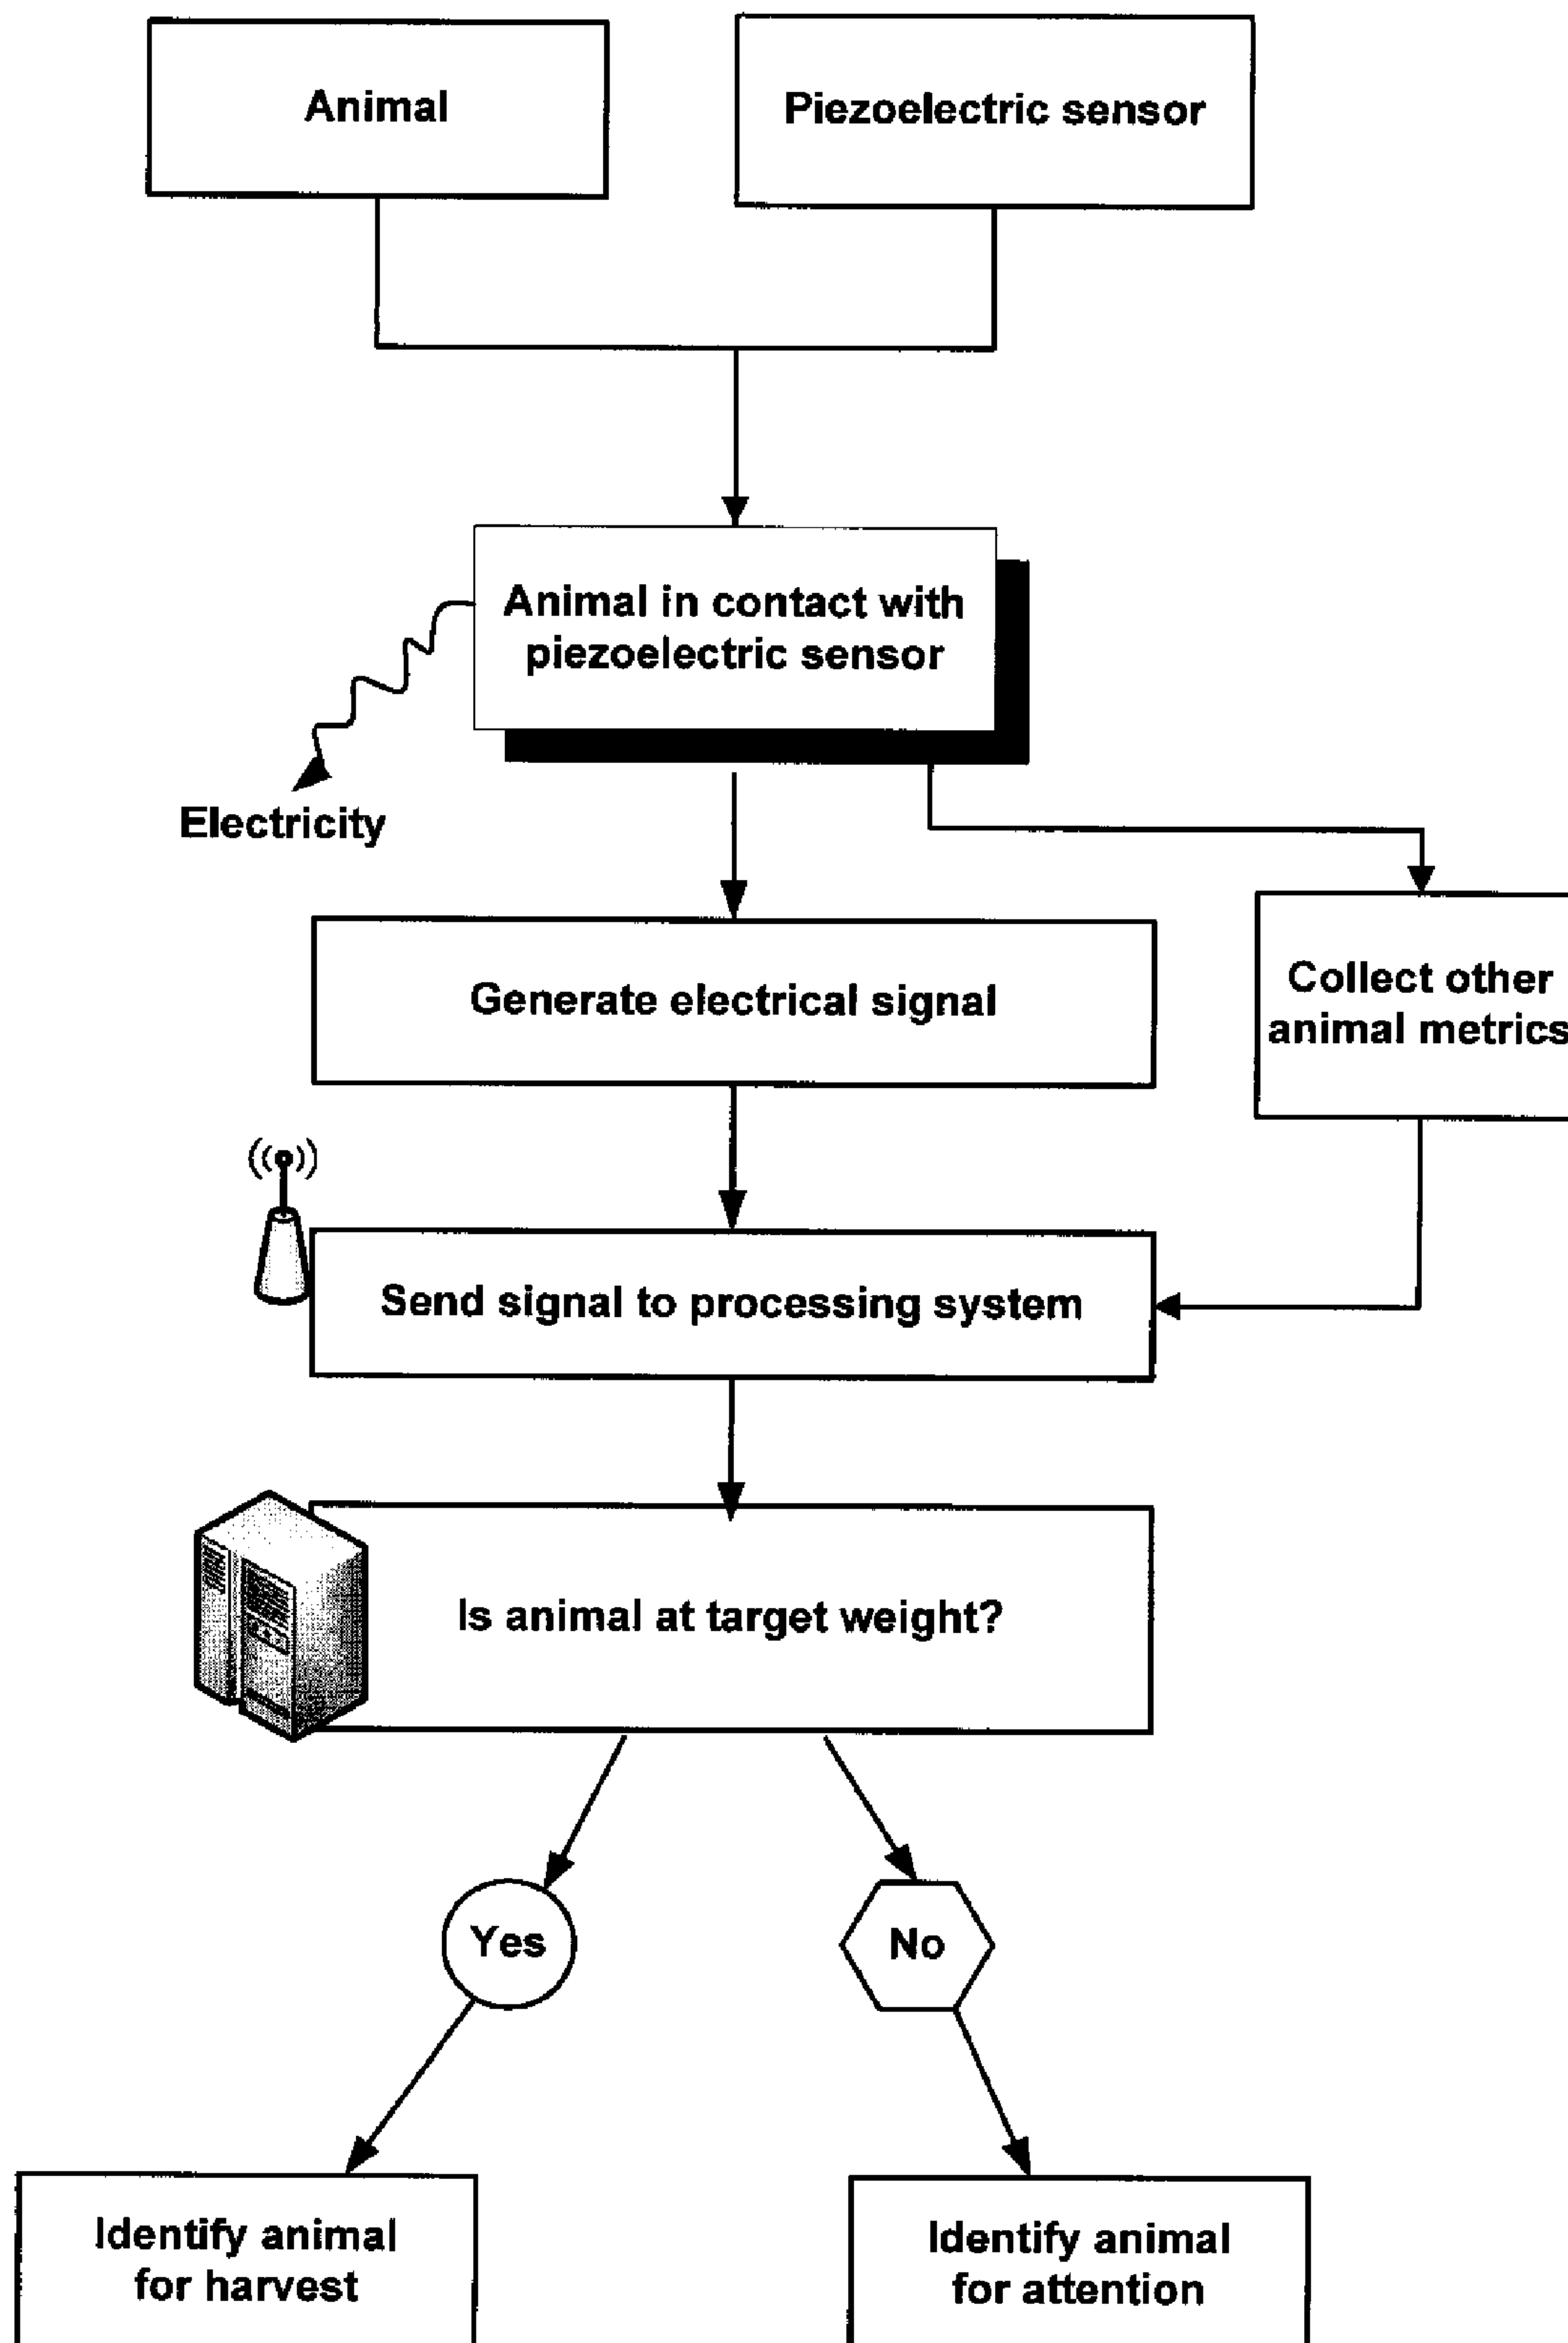 Animal
Piezoelectric sensor
Animal in contact with
piezoelectric sensor
Electricity
Generate electrical signal
Collect other
animal metrics
Send signal to processing system
Is animal at target weight?
Yes
No
Identify animal
for harvest
Identify animal
for attention